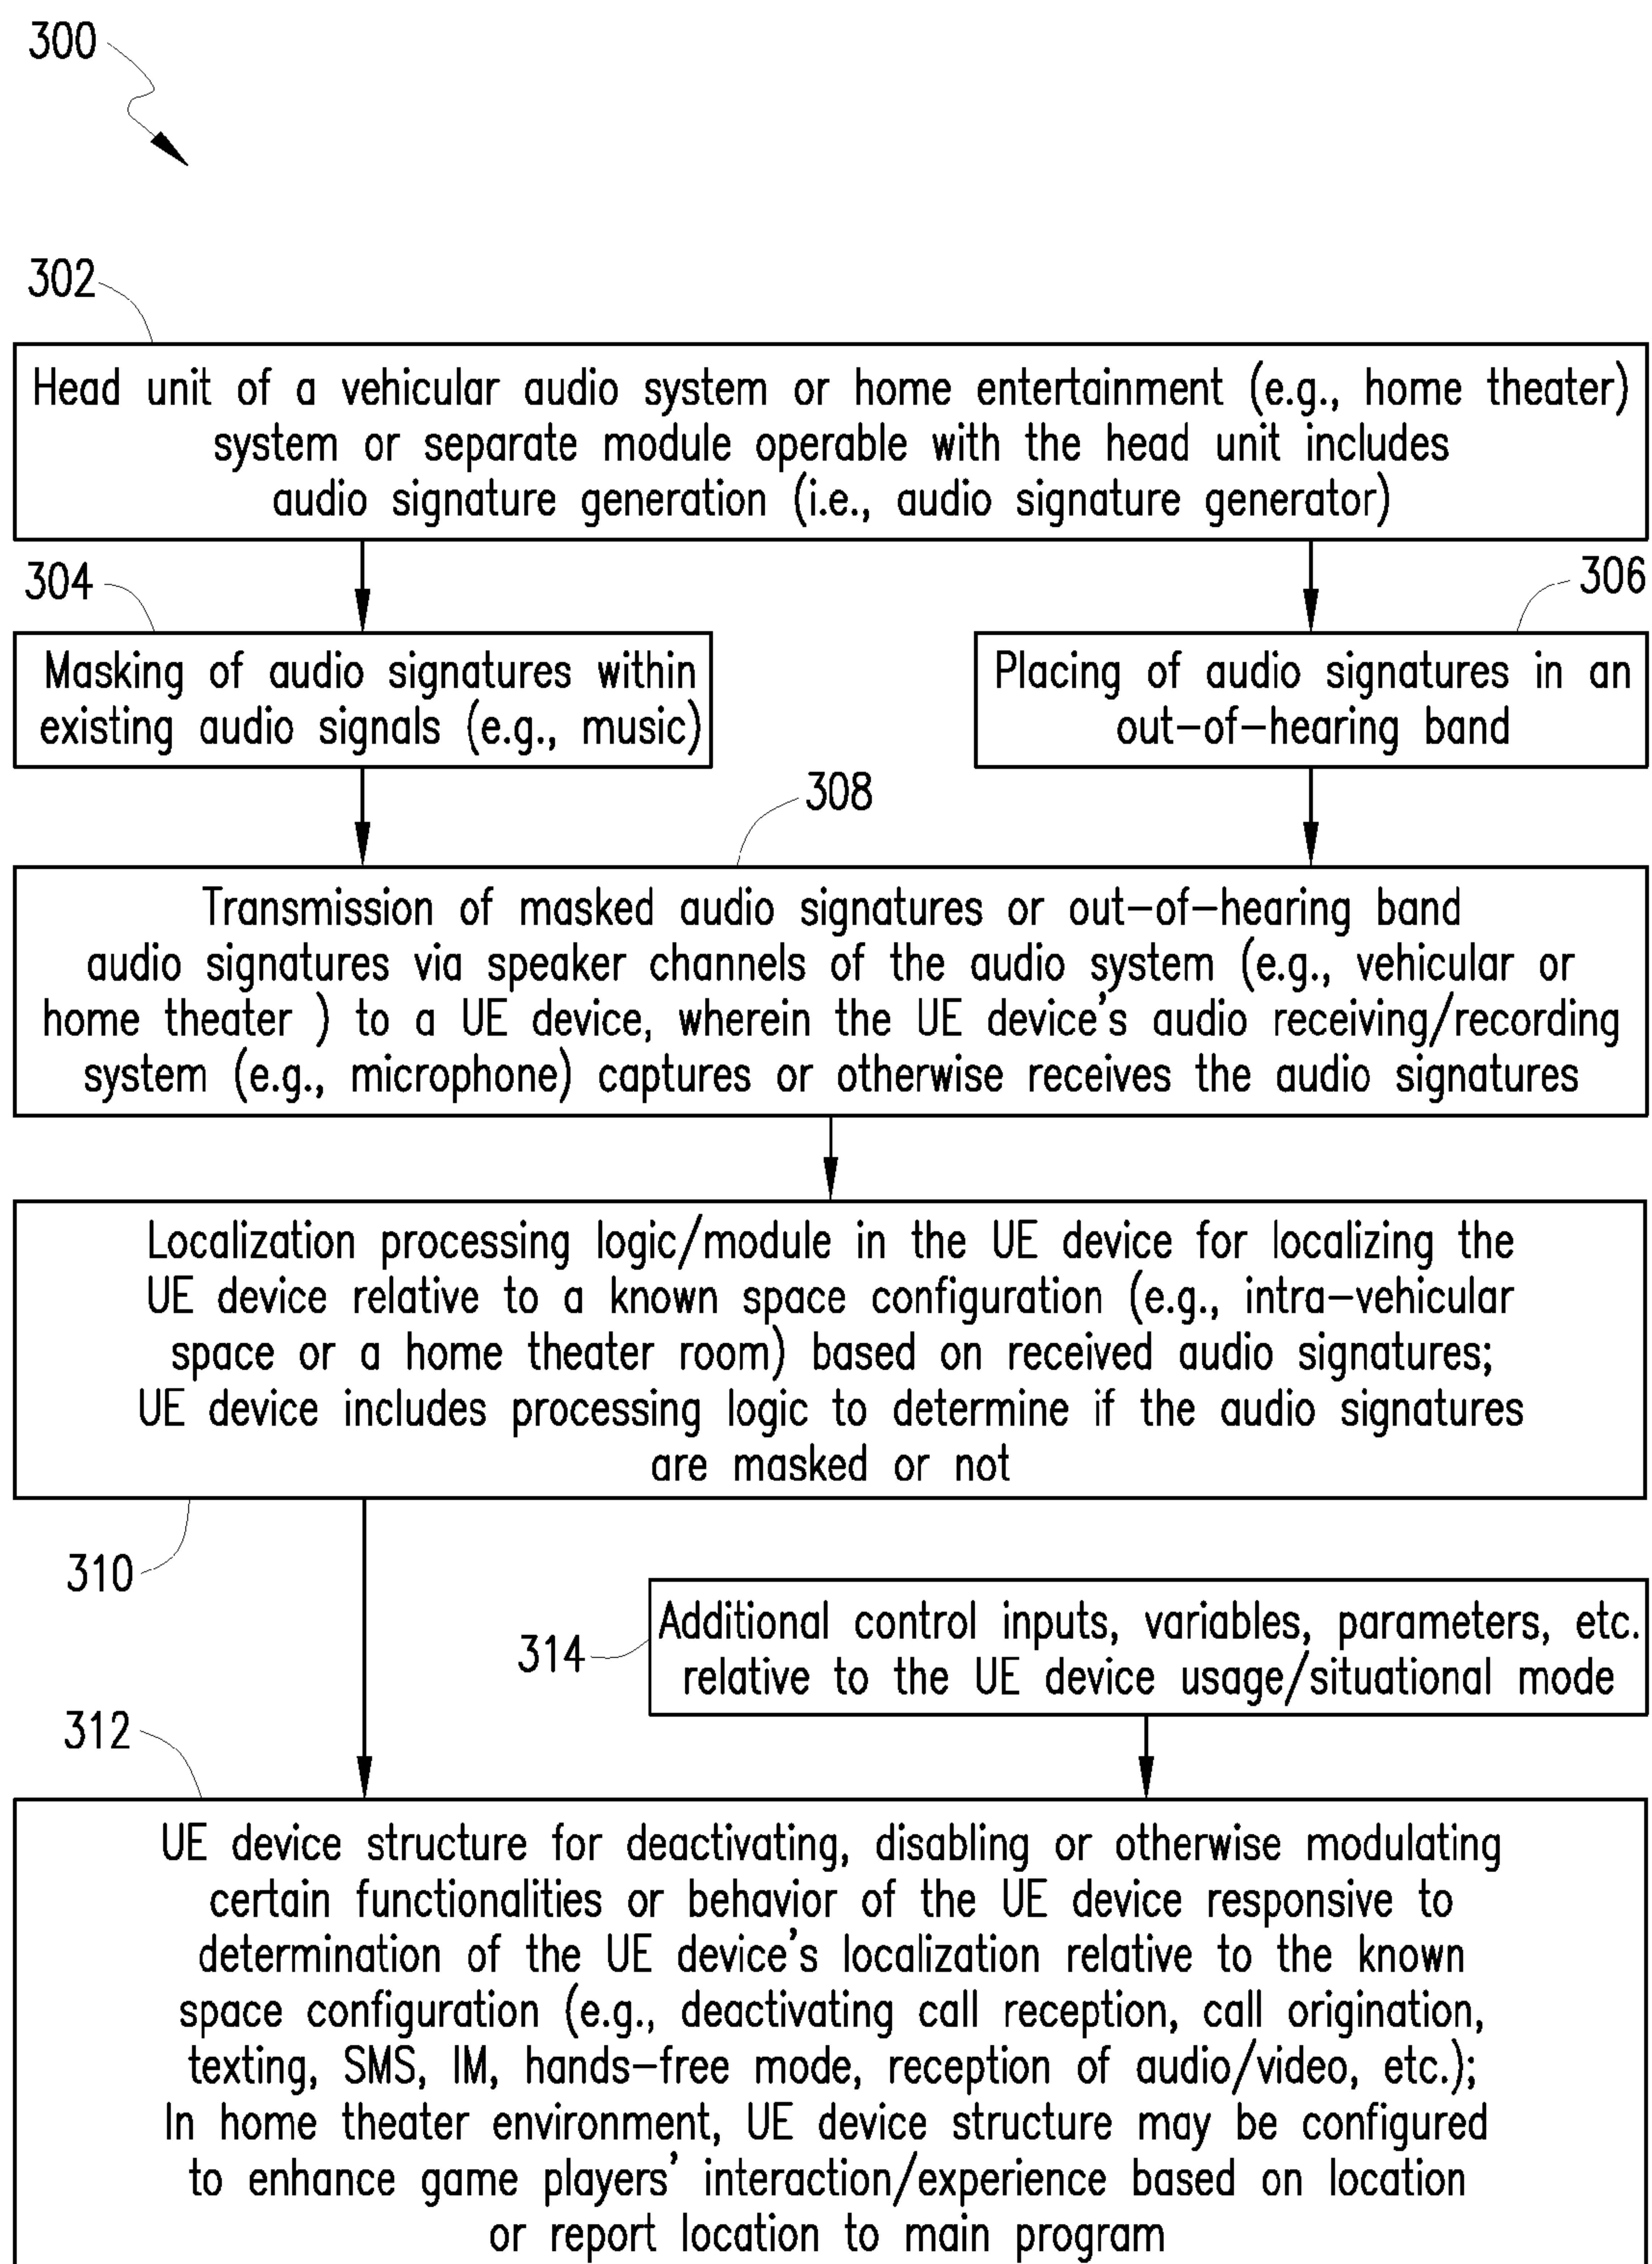 300
302
Head unit of a vehicular audio system or home entertainment (e.g., home theater)
system or separate module operable with the head unit includes
audio signature generation (i.e., audio signature generator)
304
306
Masking of audio signatures within
existing audio signals (e.g., music)
Placing of audio signatures in an
out-of-hearing band
308
Transmission of masked audio signatures or out-of-hearing band
audio signatures via speaker channels of the audio system (e.g., vehicular or
home theater ) to a UE device, wherein the UE device's audio receiving/recording
system (e.g., microphone) captures or otherwise receives the audio signatures
Localization processing logic/module in the UE device for localizing the
UE device relative to a known space configuration (e.g., intra-vehicular
space or a home theater room) based on received audio signatures;
UE device includes processing logic to determine if the audio signatures
are masked or not
310
314
Additional control inputs, variables, parameters, etc.
relative to the UE device usage/situational mode
312
UE device structure for deactivating, disabling or otherwise modulating
certain functionalities or behavior of the UE device responsive to
determination of the UE device's localization relative to the known
space configuration (e.g., deactivating call reception, call origination,
texting, SMS, IM, hands-free mode, reception of audio/video, etc.);
In home theater environment, UE device structure may be configured
to enhance game players' interaction/experience based on location
or report location to main program